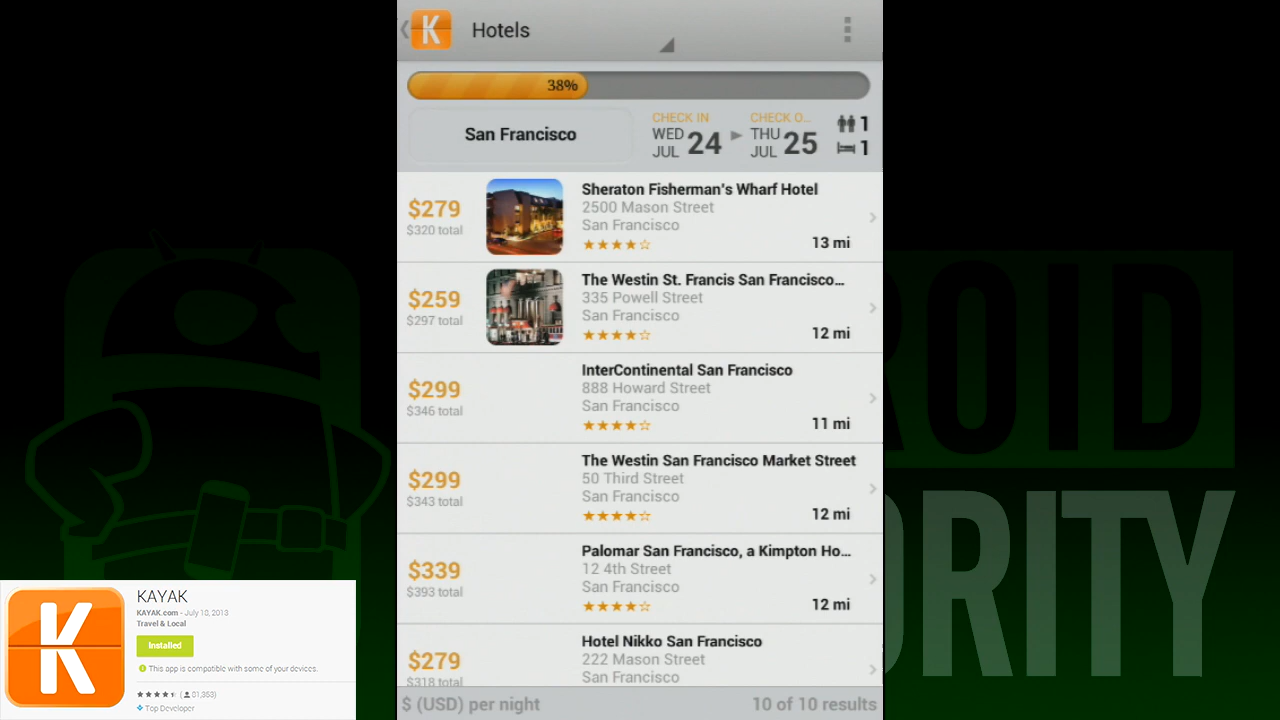 K
Hotels
38%
San Francisco
CHECK IN
WED
JUL 24
CHECK O...
THU
JUL 25
1
1
$279
$320 total
Sheraton Fisherman's Wharf Hotel
2500 Mason Street
San Francisco
13 mi
$259
$297 total
The Westin St. Francis San Francisco...
335 Powell Street
San Francisco
12 mi
$299
$346 total
InterContinental San Francisco
888 Howard Street
San Francisco
11 mi
$299
$343 total
The Westin San Francisco Market Street
50 Third Street
San Francisco
12 mi
$339
$393 total
Palomar San Francisco, a Kimpton Ho...
12 4th Street
San Francisco
12 mi
$279
$318 total
Hotel Nikko San Francisco
222 Mason Street
San Francisco
$ (USD) per night
10 of 10 results
K
KAYAK
KAYAK.com - July 10, 2013
Travel & Local
Installed
This app is compatible with some of your devices.
Top Developer
ROID
ORITY